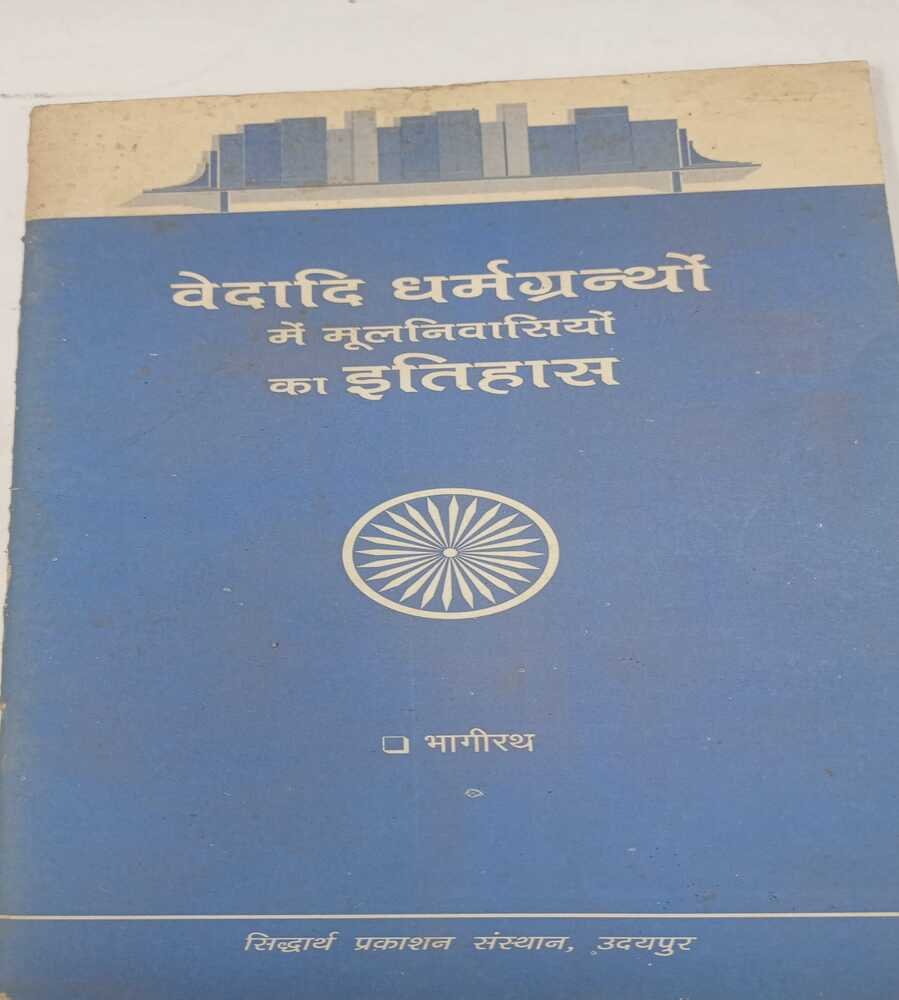 वेदादि धर्मग्रन्थों
में मूलनिवासियों
का इतिहास
❏ भागीरथ
सिद्धार्थ प्रकाशन संस्थान, उदयपुर